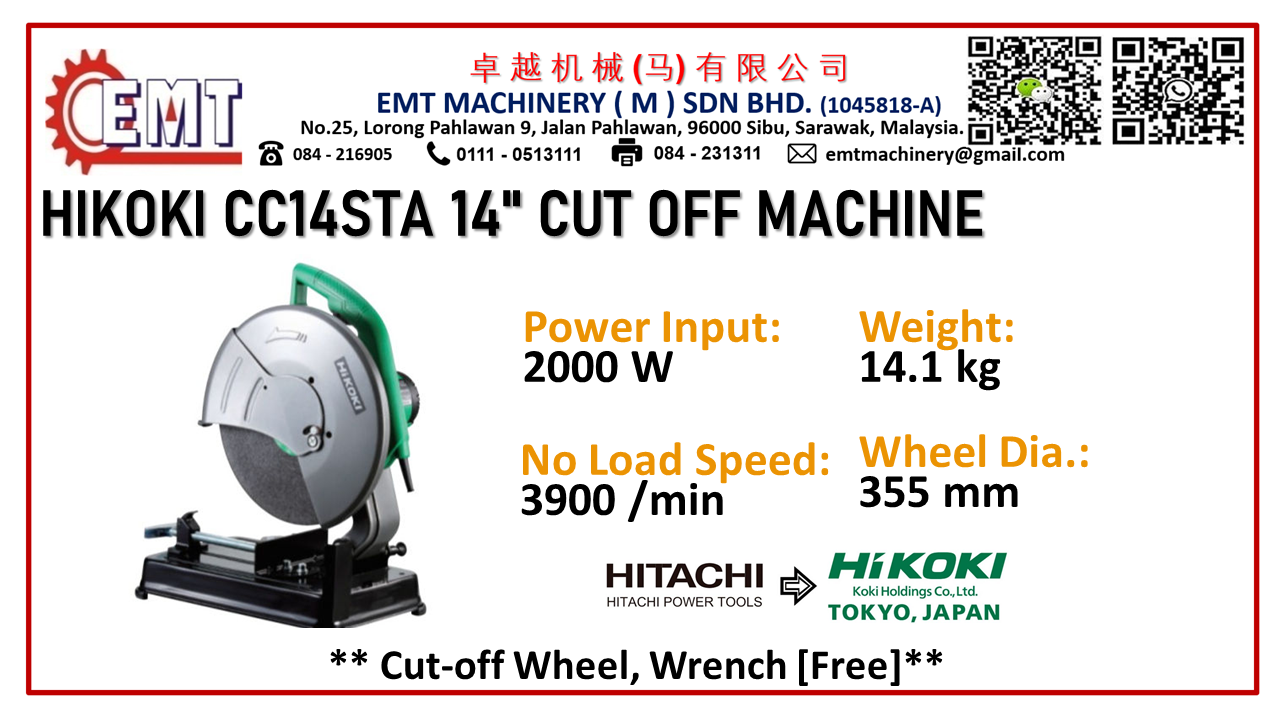 EMT
卓越机械(马)有限公司
EMT MACHINERY ( M ) SDN BHD. (1045818-A)
No.25, Lorong Pahlawan 9, Jalan Pahlawan, 96000 Sibu, Sarawak, Malaysia.
084 - 216905 0111 - 0513111 084 - 231311 emtmachinery@gmail.com
HIKOKI CC14STA 14" CUT OFF MACHINE
HiKOKI
Power Input:
2000 W
Weight:
14.1 kg
No Load Speed:
3900 /min
Wheel Dia.:
355 mm
HITACHI
HITACHI POWER TOOLS
HiKOKI
Koki Holdings Co.,Ltd.
TOKYO, JAPAN
** Cut-off Wheel, Wrench [Free]**